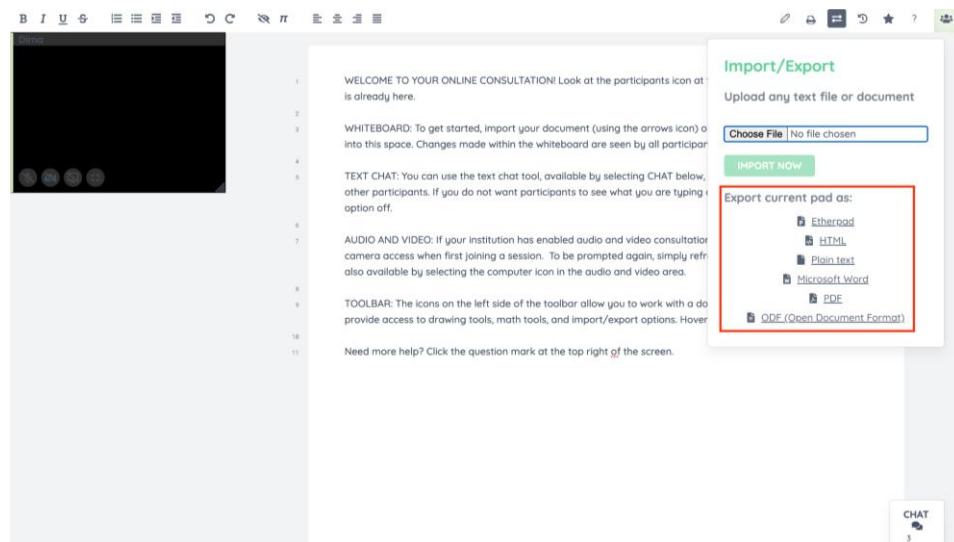 B I U S π ?
Dima
1 WELCOME TO YOUR ONLINE CONSULTATION! Look at the participants icon at
is already here.
2
3 WHITEBOARD: To get started, import your document (using the arrows icon) o
into this space. Changes made within the whiteboard are seen by all participan
4
5 TEXT CHAT: You can use the text chat tool, available by selecting CHAT below,
other participants. If you do not want participants to see what you are typing
option off.
6
7 AUDIO AND VIDEO: If your institution has enabled audio and video consultation
camera access when first joining a session. To be prompted again, simply refr
also available by selecting the computer icon in the audio and video area.
8
9 TOOLBAR: The icons on the left side of the toolbar allow you to work with a do
provide access to drawing tools, math tools, and import/export options. Hover
10
11 Need more help? Click the question mark at the top right of the screen.
Import/Export
Upload any text file or document
Choose File No file chosen
IMPORT NOW
Export current pad as:
Etherpad
HTML
Plain text
Microsoft Word
PDF
ODF (Open Document Format)
CHAT
3